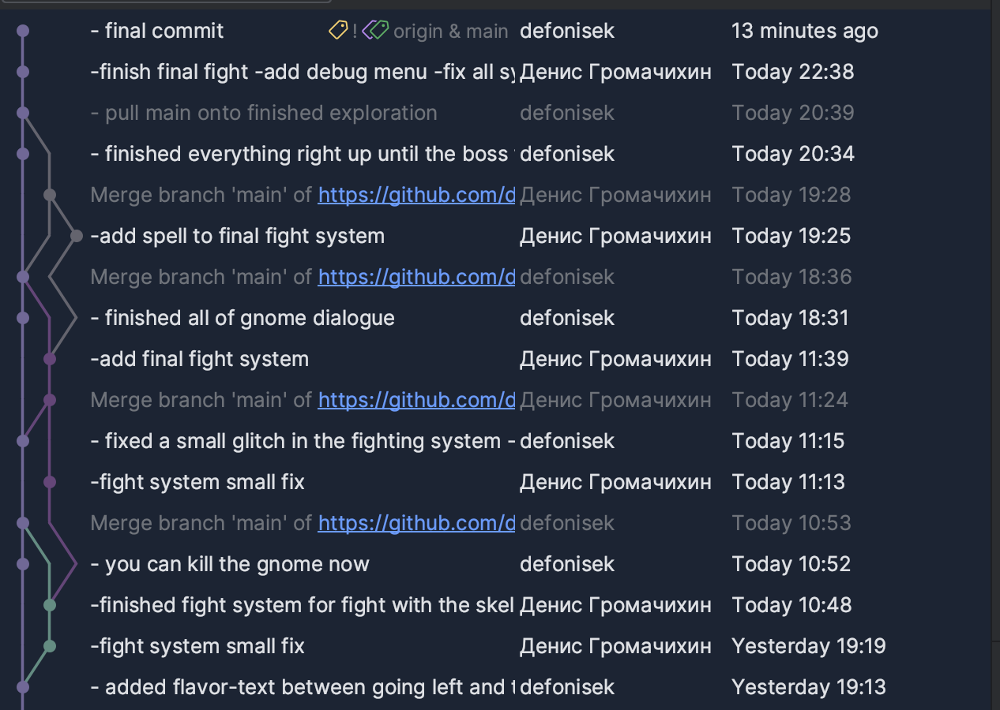 - final commit ! origin & main defonisek 13 minutes ago
-finish final fight -add debug menu -fix all sy Денис Громачихин Today 22:38
- pull main onto finished exploration defonisek Today 20:39
- finished everything right up until the boss defonisek Today 20:34
Merge branch 'main' of https://github.com/d Денис Громачихин Today 19:28
-add spell to final fight system Денис Громачихин Today 19:25
Merge branch 'main' of https://github.com/d defonisek Today 18:36
- finished all of gnome dialogue defonisek Today 18:31
-add final fight system Денис Громачихин Today 11:39
Merge branch 'main' of https://github.com/d Денис Громачихин Today 11:24
- fixed a small glitch in the fighting system - defonisek Today 11:15
-fight system small fix Денис Громачихин Today 11:13
Merge branch 'main' of https://github.com/d defonisek Today 10:53
- you can kill the gnome now defonisek Today 10:52
-finished fight system for fight with the skel Денис Громачихин Today 10:48
-fight system small fix Денис Громачихин Yesterday 19:19
- added flavor-text between going left and t defonisek Yesterday 19:13